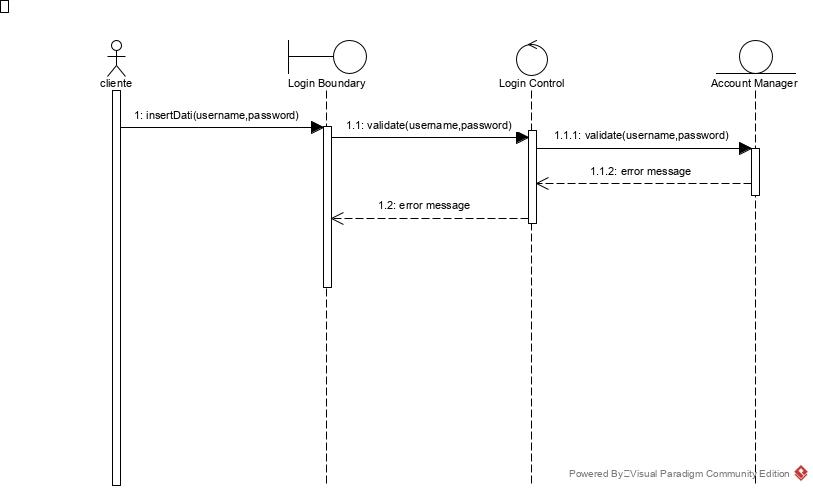 cliente
Login Boundary
Login Control
Account Manager
1: insertDati(username,password)
1.1: validate(username,password)
1.1.1: validate(username,password)
1.1.2: error message
1.2: error message
Powered By Visual Paradigm Community Edition